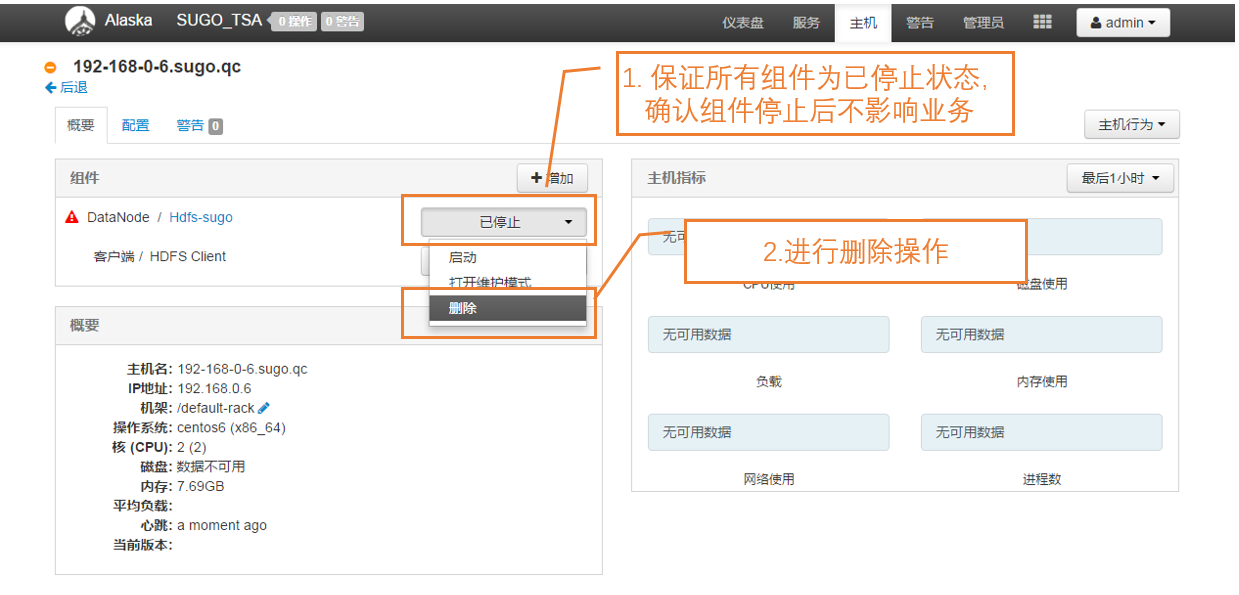 Alaska SUGO_TSA 0 操作 0 警告 仪表盘 服务 主机 警告 管理员 admin
192-168-0-6.sugo.qc
后退
概要 配置 警告 0 主机行为
1. 保证所有组件为已停止状态,
确认组件停止后不影响业务
组件 增加
DataNode / Hdfs-sugo 已停止
客户端 / HDFS Client
启动
打开维护模式
删除
概要
主机名: 192-168-0-6.sugo.qc
IP地址: 192.168.0.6
机架: /default-rack
操作系统: centos6 (x86_64)
核 (CPU): 2 (2)
磁盘: 数据不可用
内存: 7.69GB
平均负载:
心跳: a moment ago
当前版本:
主机指标 最后1小时
2.进行删除操作
CPU使用 磁盘使用
无可用数据 无可用数据
负载 内存使用
无可用数据 无可用数据
网络使用 进程数